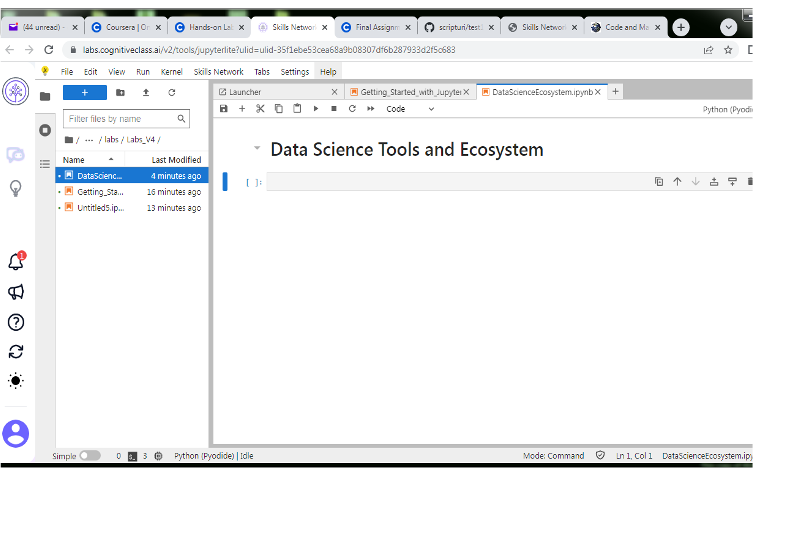 (44 unread) -
Coursera | On
Hands-on Lab
Skills Network
Final Assignm
scripturi/test
Skills Network
Code and Ma
labs.cognitiveclass.ai/v2/tools/jupyterlite?ulid=ulid-35f1ebe53cea68a9b08307df6b287933d2f5c683
File Edit View Run Kernel Skills Network Tabs Settings Help
Launcher
Getting_Started_with_Jupyter
DataScienceEcosystem.ipynb
+
Code
Python (Pyodi
Filter files by name
/ ··· / labs / Labs_V4 /
Name Last Modified
DataScienc... 4 minutes ago
Getting_Sta... 16 minutes ago
Untitled5.ip... 13 minutes ago
Data Science Tools and Ecosystem
[ ]:
1
Simple 0 3 Python (Pyodide) | Idle
Mode: Command Ln 1, Col 1 DataScienceEcosystem.ipy